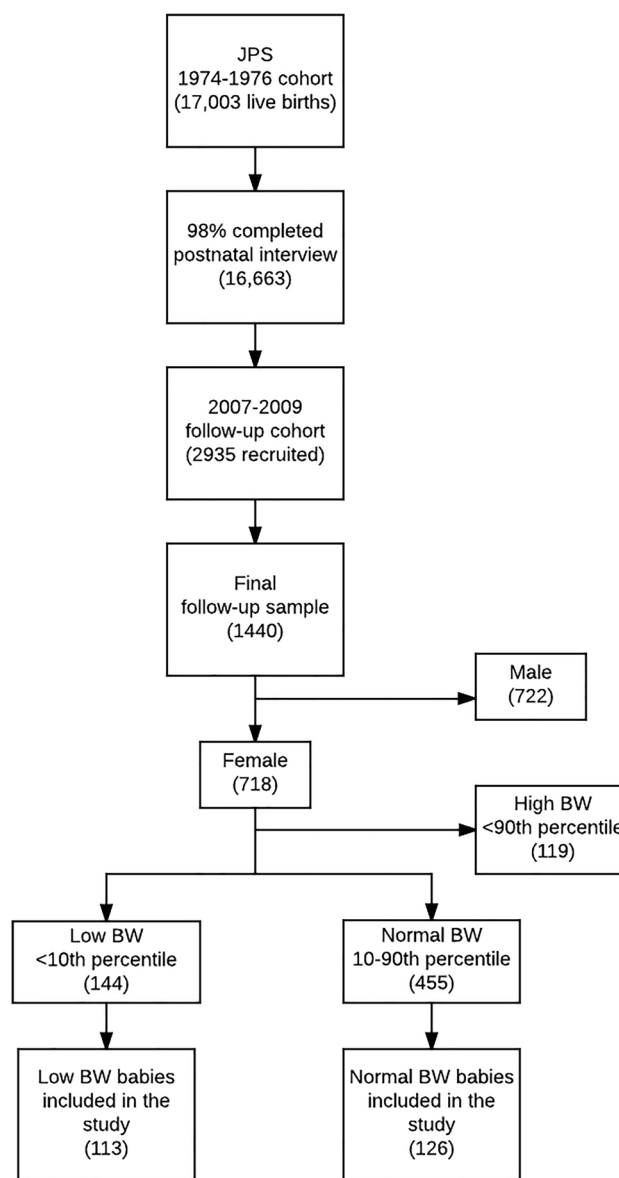 JPS
1974-1976 cohort
(17,003 live births)
98% completed
postnatal interview
(16,663)
2007-2009
follow-up cohort
(2935 recruited)
Final
follow-up sample
(1440)
Male
(722)
Female
(718)
High BW
<90th percentile
(119)
Low BW
<10th percentile
(144)
Normal BW
10-90th percentile
(455)
Low BW babies
included in the
study
(113)
Normal BW babies
included in the
study
(126)